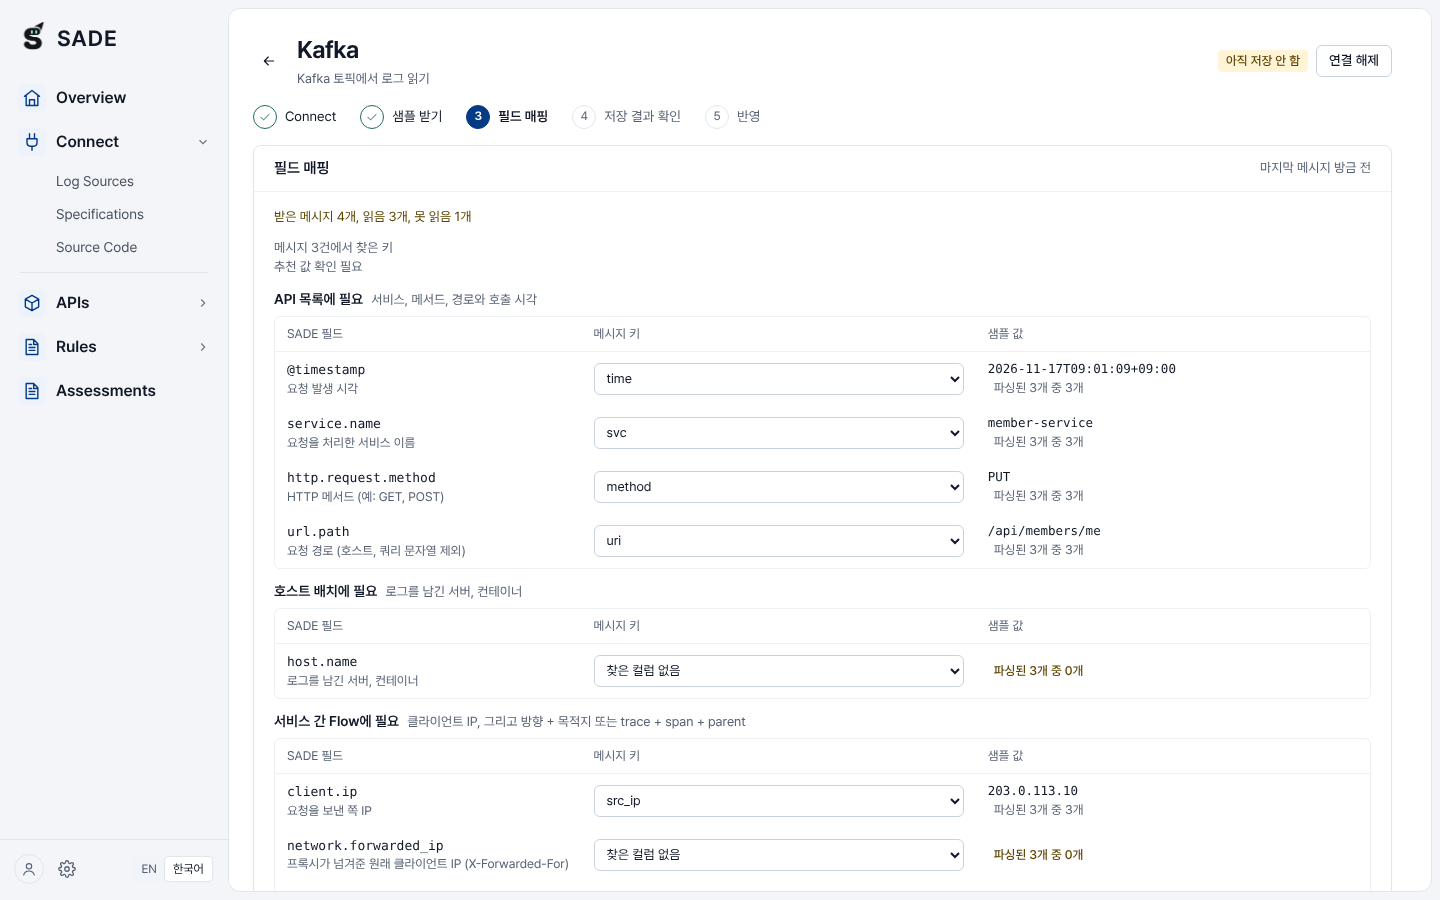 SADE
Overview
Connect
Log Sources
Specifications
Source Code
APIs
Rules
Assessments
EN
한국어
Kafka
Kafka 토픽에서 로그 읽기
아직 저장 안 함
연결 해제
Connect
샘플 받기
3 필드 매핑
4 저장 결과 확인
5 반영
필드 매핑
마지막 메시지 방금 전
받은 메시지 4개, 읽음 3개, 못 읽음 1개
메시지 3건에서 찾은 키
추천 값 확인 필요
API 목록에 필요 서비스, 메서드, 경로와 호출 시각
SADE 필드 메시지 키 샘플 값
@timestamp
요청 발생 시각
time
2026-11-17T09:01:09+09:00
파싱된 3개 중 3개
service.name
요청을 처리한 서비스 이름
svc
member-service
파싱된 3개 중 3개
http.request.method
HTTP 메서드 (예: GET, POST)
method
PUT
파싱된 3개 중 3개
url.path
요청 경로 (호스트, 쿼리 문자열 제외)
uri
/api/members/me
파싱된 3개 중 3개
호스트 배치에 필요 로그를 남긴 서버, 컨테이너
SADE 필드 메시지 키 샘플 값
host.name
로그를 남긴 서버, 컨테이너
찾은 컬럼 없음
파싱된 3개 중 0개
서비스 간 Flow에 필요 클라이언트 IP, 그리고 방향 + 목적지 또는 trace + span + parent
SADE 필드 메시지 키 샘플 값
client.ip
요청을 보낸 쪽 IP
src_ip
203.0.113.10
파싱된 3개 중 3개
network.forwarded_ip
프록시가 넘겨준 원래 클라이언트 IP (X-Forwarded-For)
찾은 컬럼 없음
파싱된 3개 중 0개